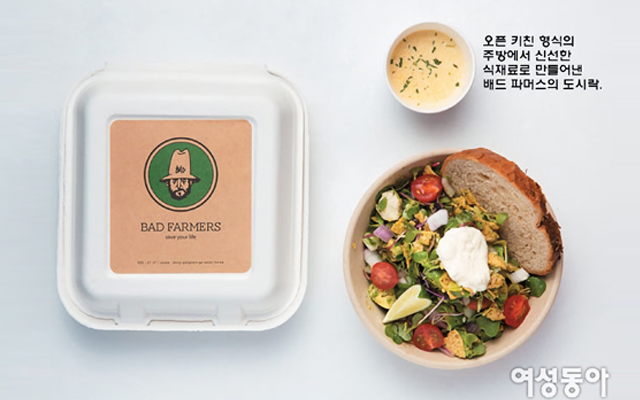 오픈 키친 형식의
주방에서 신선한
식재료로 만들어낸
배드 파머스의 도시락.
BAD FARMERS
save your life
여성동아